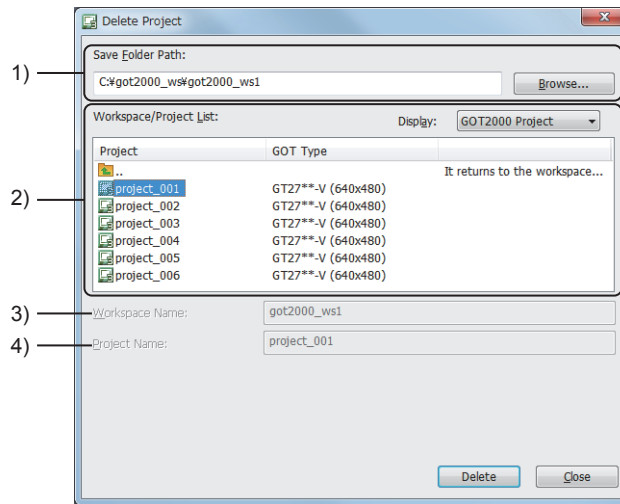 Delete Project
1)
Save Folder Path:
C:¥got2000_ws¥got2000_ws1
Browse...
2)
Workspace/Project List:
Display:
GOT2000 Project
Project GOT Type
.. It returns to the workspace...
project_001 GT27**-V (640x480)
project_002 GT27**-V (640x480)
project_003 GT27**-V (640x480)
project_004 GT27**-V (640x480)
project_005 GT27**-V (640x480)
project_006 GT27**-V (640x480)
3)
Workspace Name:
got2000_ws1
4)
Project Name:
project_001
Delete
Close